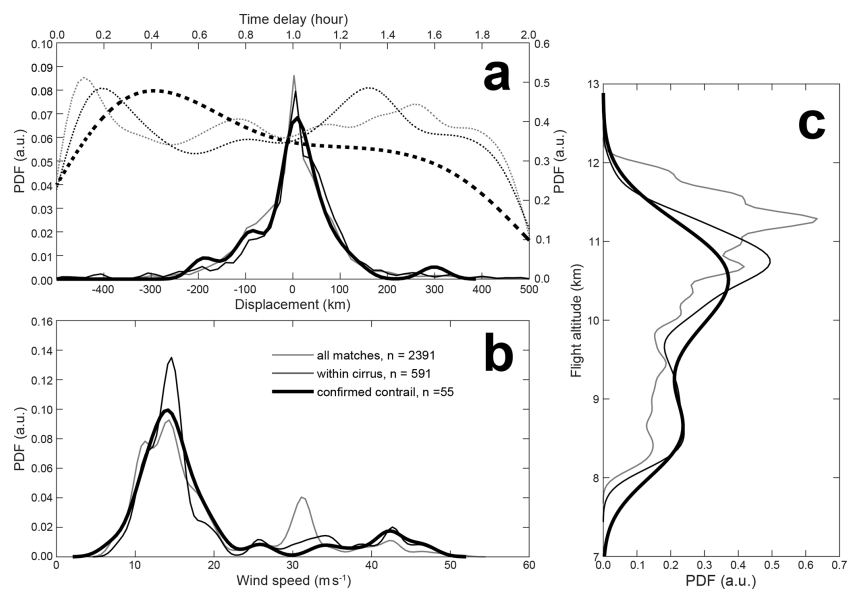 Time delay (hour)
0.0 0.2 0.4 0.6 0.8 1.0 1.2 1.4 1.6 1.8 2.0
a
PDF (a.u.)
0.10
0.09
0.08
0.07
0.06
0.05
0.04
0.03
0.02
0.01
0.00
0.6
0.5
0.4
0.3
0.2
0.1
0.0
PDF (a.u.)
-400 -300 -200 -100 0 100 200 300 400 500
Displacement (km)
b
PDF (a.u.)
0.16
0.14
0.12
0.10
0.08
0.06
0.04
0.02
0.00
all matches, n = 2391
within cirrus, n = 591
confirmed contrail, n =55
0 10 20 30 40 50 60
Wind speed (m s-1)
c
Flight altitude (km)
13
12
11
10
9
8
7
0.0 0.1 0.2 0.3 0.4 0.5 0.6 0.7
PDF (a.u.)